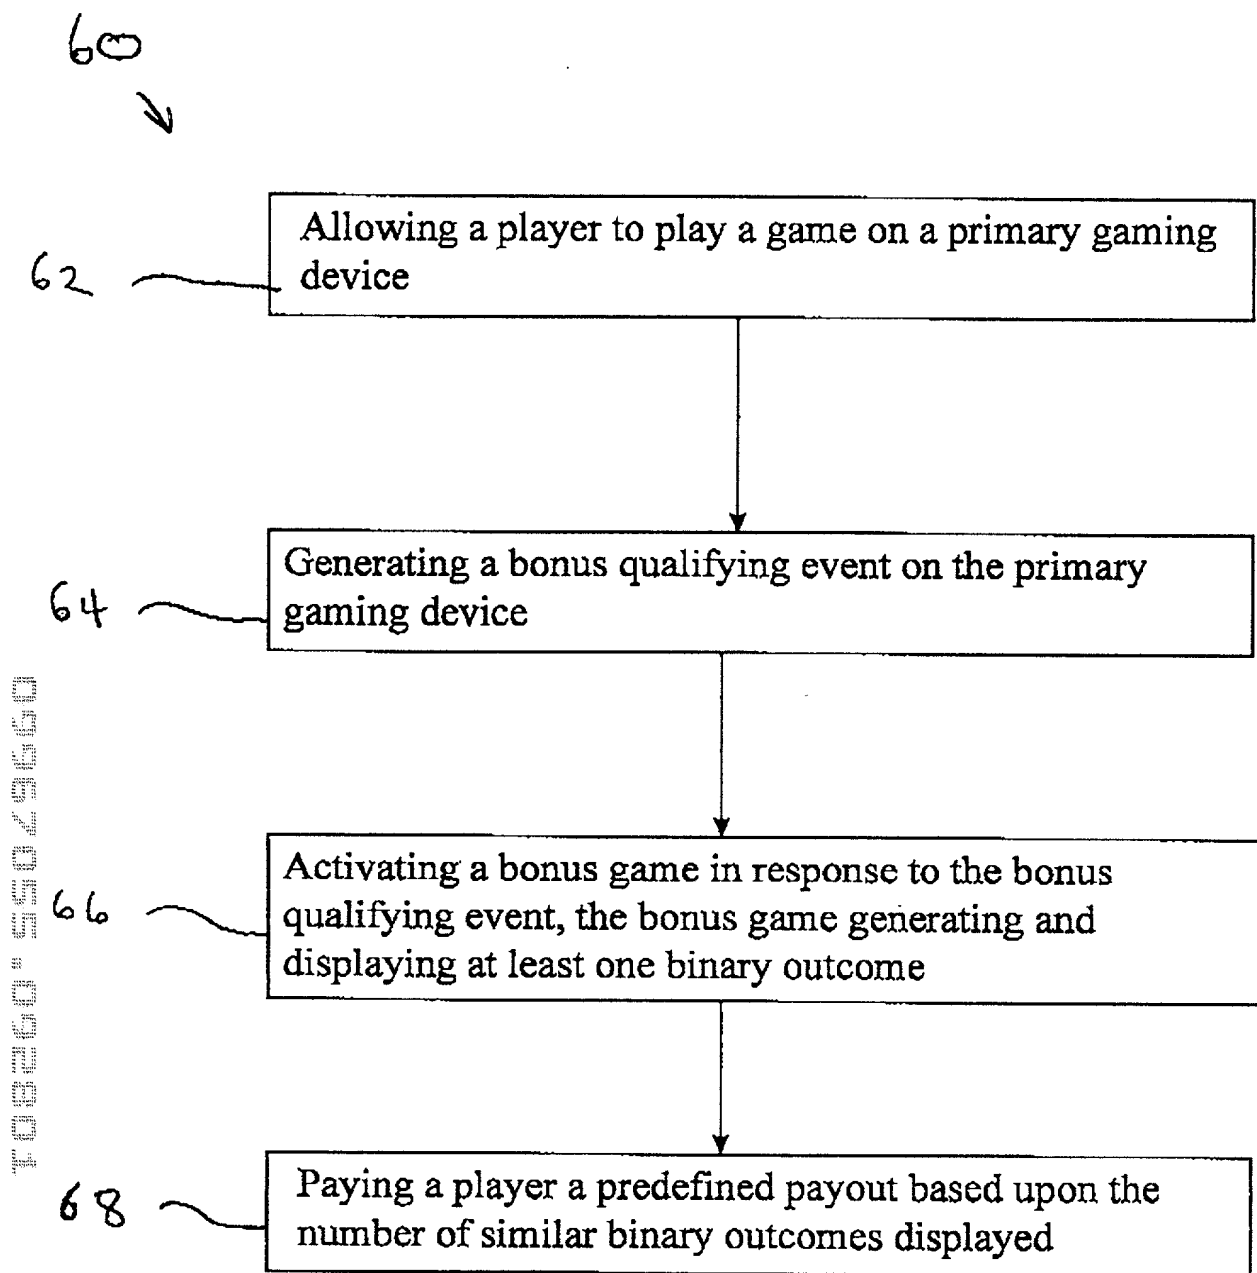 60
62
Allowing a player to play a game on a primary gaming
device
64
Generating a bonus qualifying event on the primary
gaming device
66
Activating a bonus game in response to the bonus
qualifying event, the bonus game generating and
displaying at least one binary outcome
68
Paying a player a predefined payout based upon the
number of similar binary outcomes displayed
09967055.092801